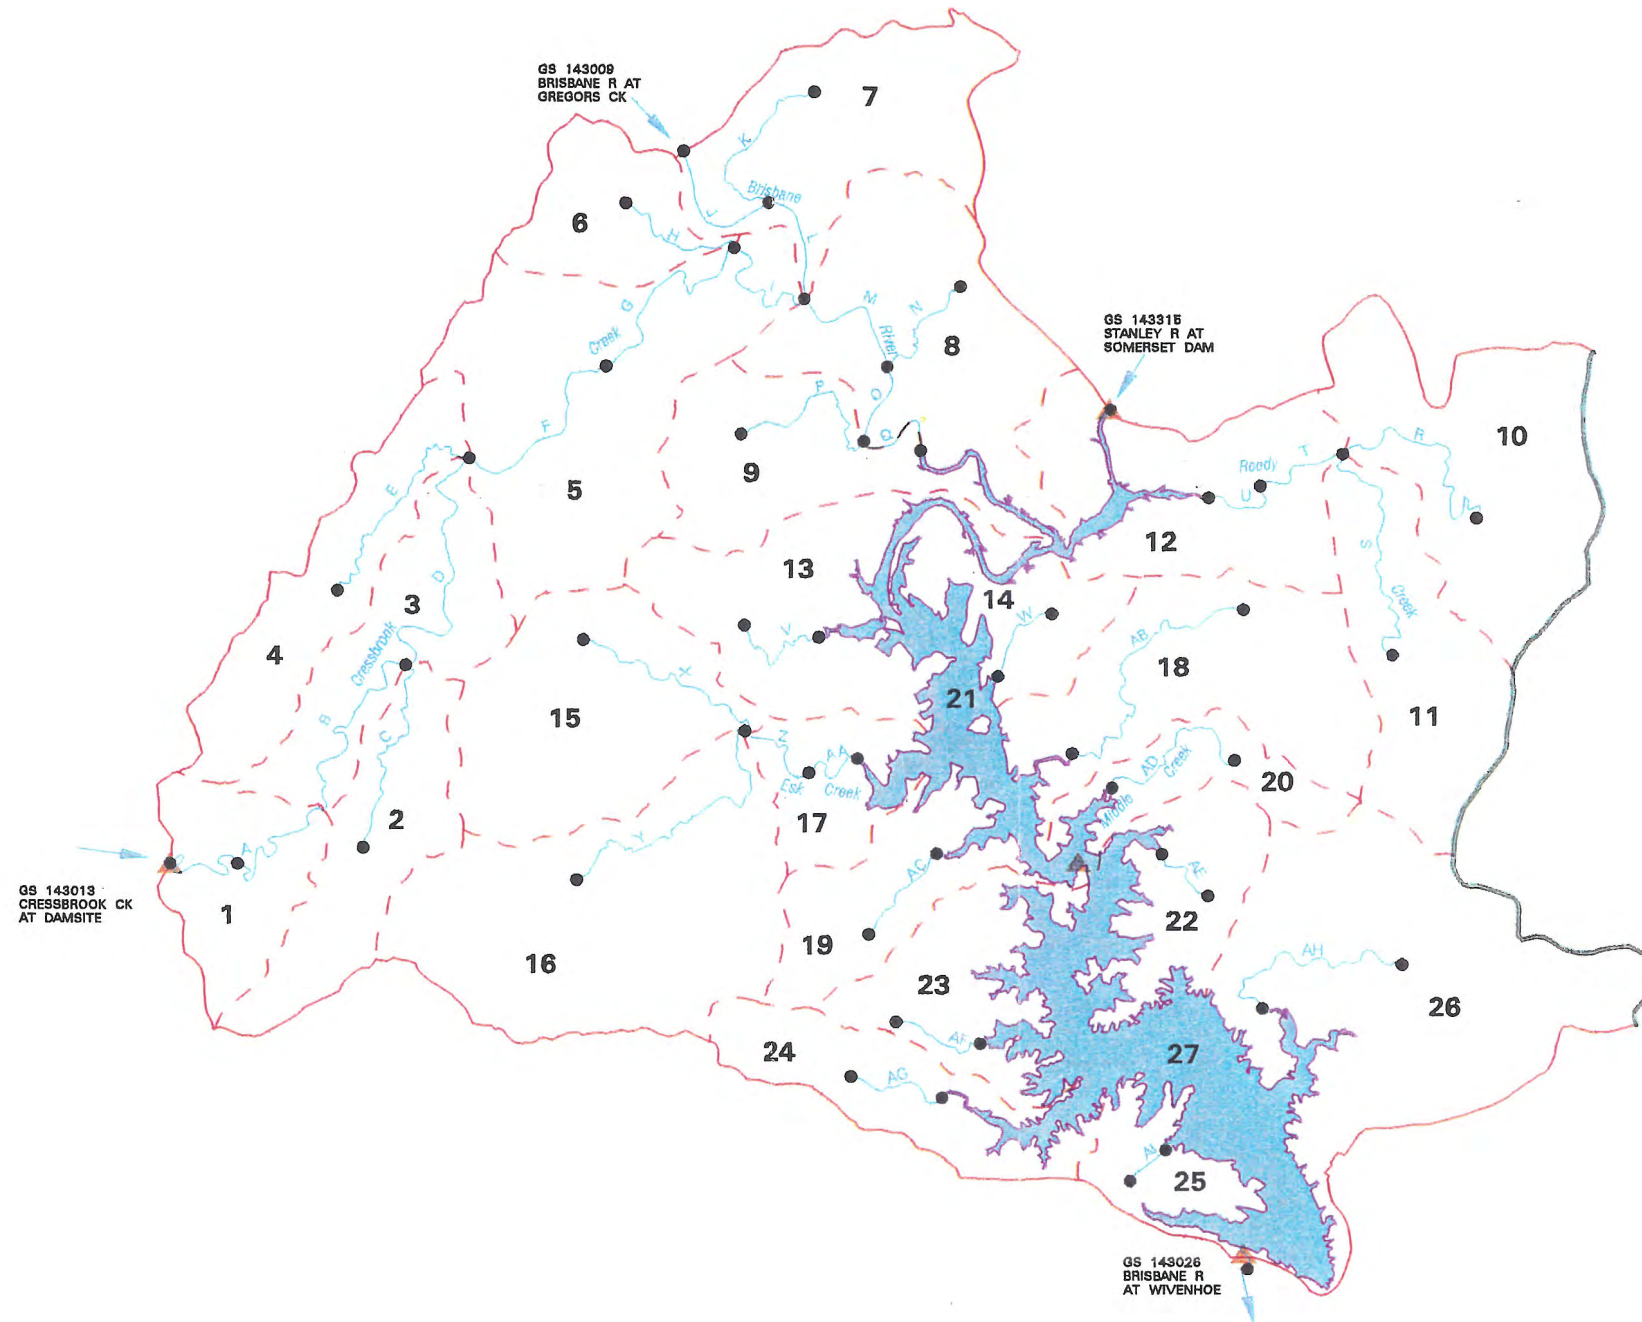 GS 143009
BRISBANE R AT
GREGORS CK
7
K
Brisbane
6
H
L
GS 143315
STANLEY R AT
SOMERSET DAM
G
Creek
I
M
N
River
8
P
O
Q
F
10
R
T
Roody
U
9
5
E
D
12
S
13
3
14
Creek
4
Cressbrook
V
W
AB
18
X
21
15
11
B
C
Z
AA
Esk
Creek
AD
Creek
20
Middle
2
17
Y
A
GS 143013
CRESSBROOK CK
AT DAMSITE
1
AC
AE
22
19
16
AH
23
26
AF
24
27
AG
AI
25
GS 143026
BRISBANE R
AT WIVENHOE